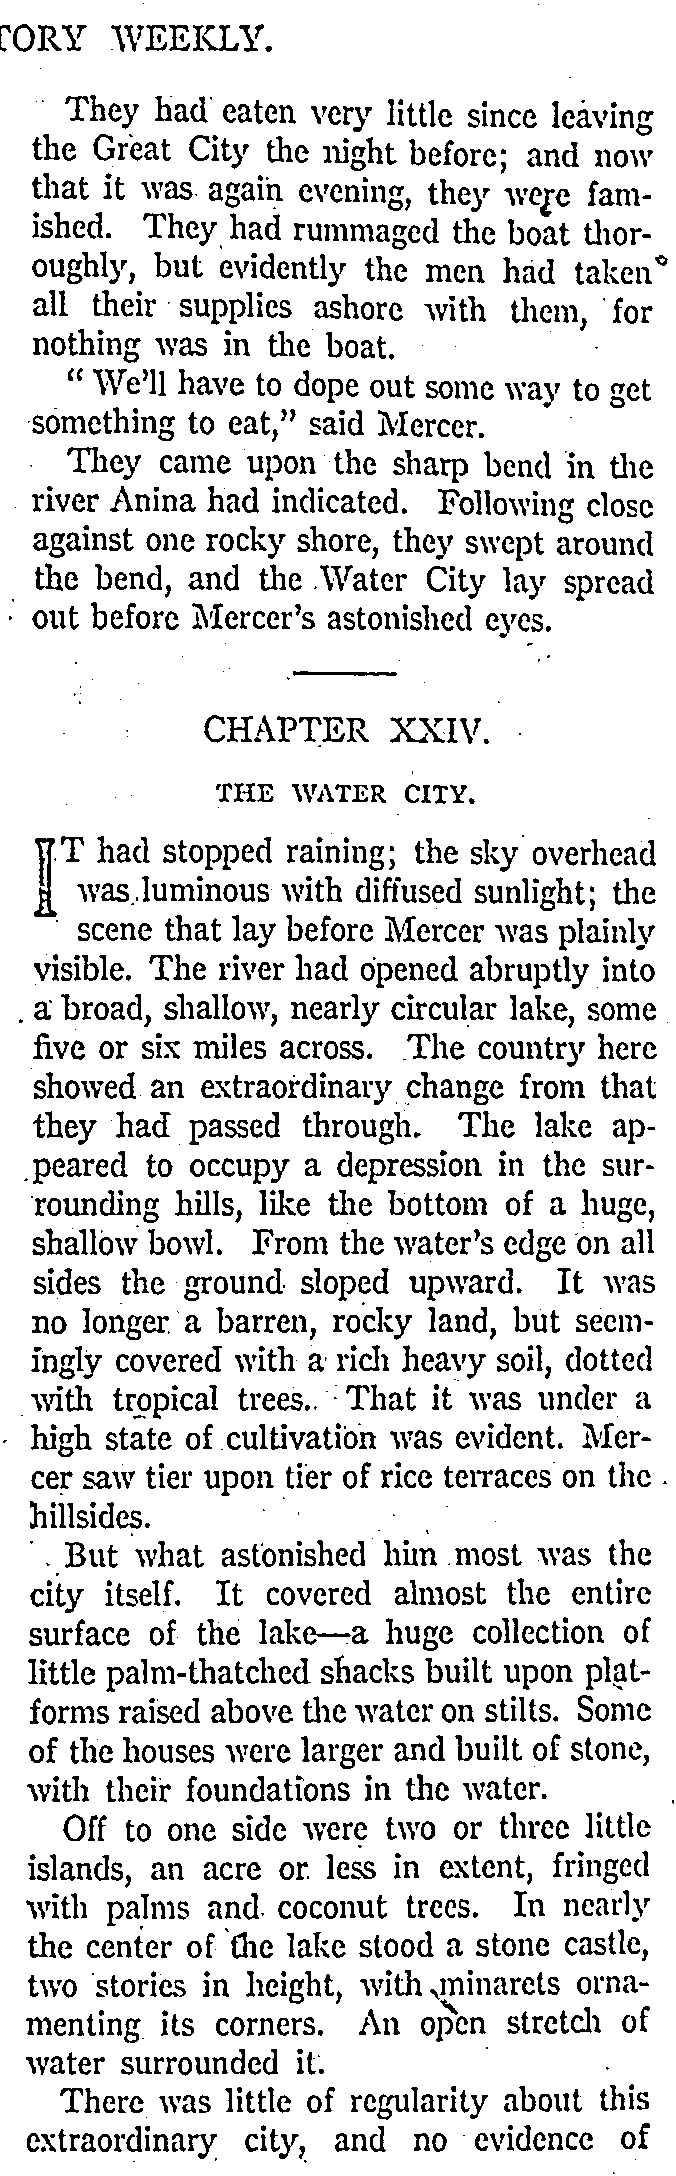 TORY WEEKLY.
They had eaten very little since leaving
the Great City the night before; and now
that it was again evening, they were fam-
ished. They had rummaged the boat thor-
oughly, but evidently the men had taken
all their supplies ashore with them, for
nothing was in the boat.
“ We’ll have to dope out some way to get
something to eat,” said Mercer.
They came upon the sharp bend in the
river Anina had indicated. Following close
against one rocky shore, they swept around
the bend, and the Water City lay spread
out before Mercer’s astonished eyes.
CHAPTER XXIV.
THE WATER CITY.
IT had stopped raining; the sky overhead
was luminous with diffused sunlight; the
scene that lay before Mercer was plainly
visible. The river had opened abruptly into
a broad, shallow, nearly circular lake, some
five or six miles across. The country here
showed an extraordinary change from that
they had passed through. The lake ap-
peared to occupy a depression in the sur-
rounding hills, like the bottom of a huge,
shallow bowl. From the water’s edge on all
sides the ground sloped upward. It was
no longer a barren, rocky land, but seem-
ingly covered with a rich heavy soil, dotted
with tropical trees. That it was under a
high state of cultivation was evident. Mer-
cer saw tier upon tier of rice terraces on the
hillsides.
But what astonished him most was the
city itself. It covered almost the entire
surface of the lake—a huge collection of
little palm-thatched shacks built upon plat-
forms raised above the water on stilts. Some
of the houses were larger and built of stone,
with their foundations in the water.
Off to one side were two or three little
islands, an acre or less in extent, fringed
with palms and coconut trees. In nearly
the center of the lake stood a stone castle,
two stories in height, with minarets orna-
menting its corners. An open stretch of
water surrounded it.
There was little of regularity about this
extraordinary city, and no evidence of